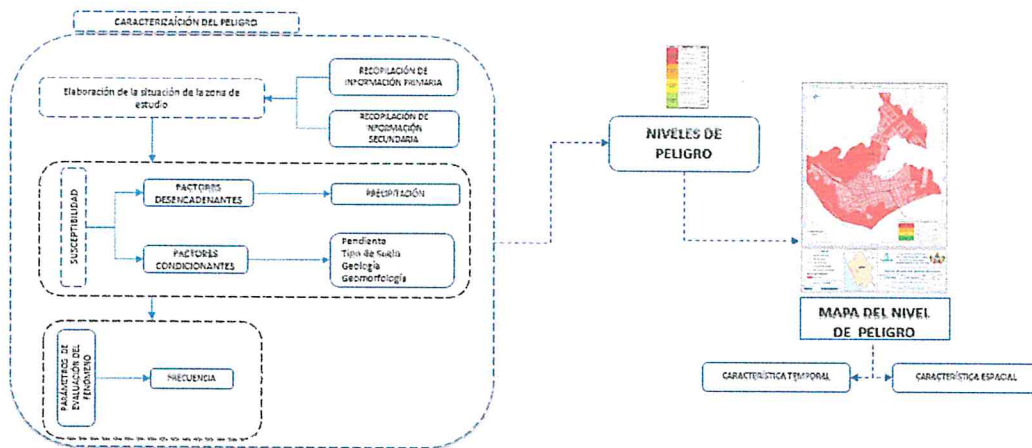 CARACTERIZAÍCIÓN DEL PELIGRO
Elaboración de la situación de la zona de
estudio
RECOPILACIÓN DE
INFORMACIÓN PRIMARIA
RECOPILACIÓN DE
INFORMACIÓN
SECUNDARIA
SUSCEPTIBILIDAD
FACTORES
DESENCADENANTES
PRECIPITACIÓN
FACTORES
CONDICIONANTES
Pendiente
Tipo de Suelo
Geología
Geomorfología
PARÁMETROS DE
EVALUACIÓN DEL
FENOMENO
FRECUENCIA
NIVELES DE
PELIGRO
MAPA DEL NIVEL
DE PELIGRO
CARACTERÍSTICA TEMPORAL
CARACTERÍSTICA ESPACIAL